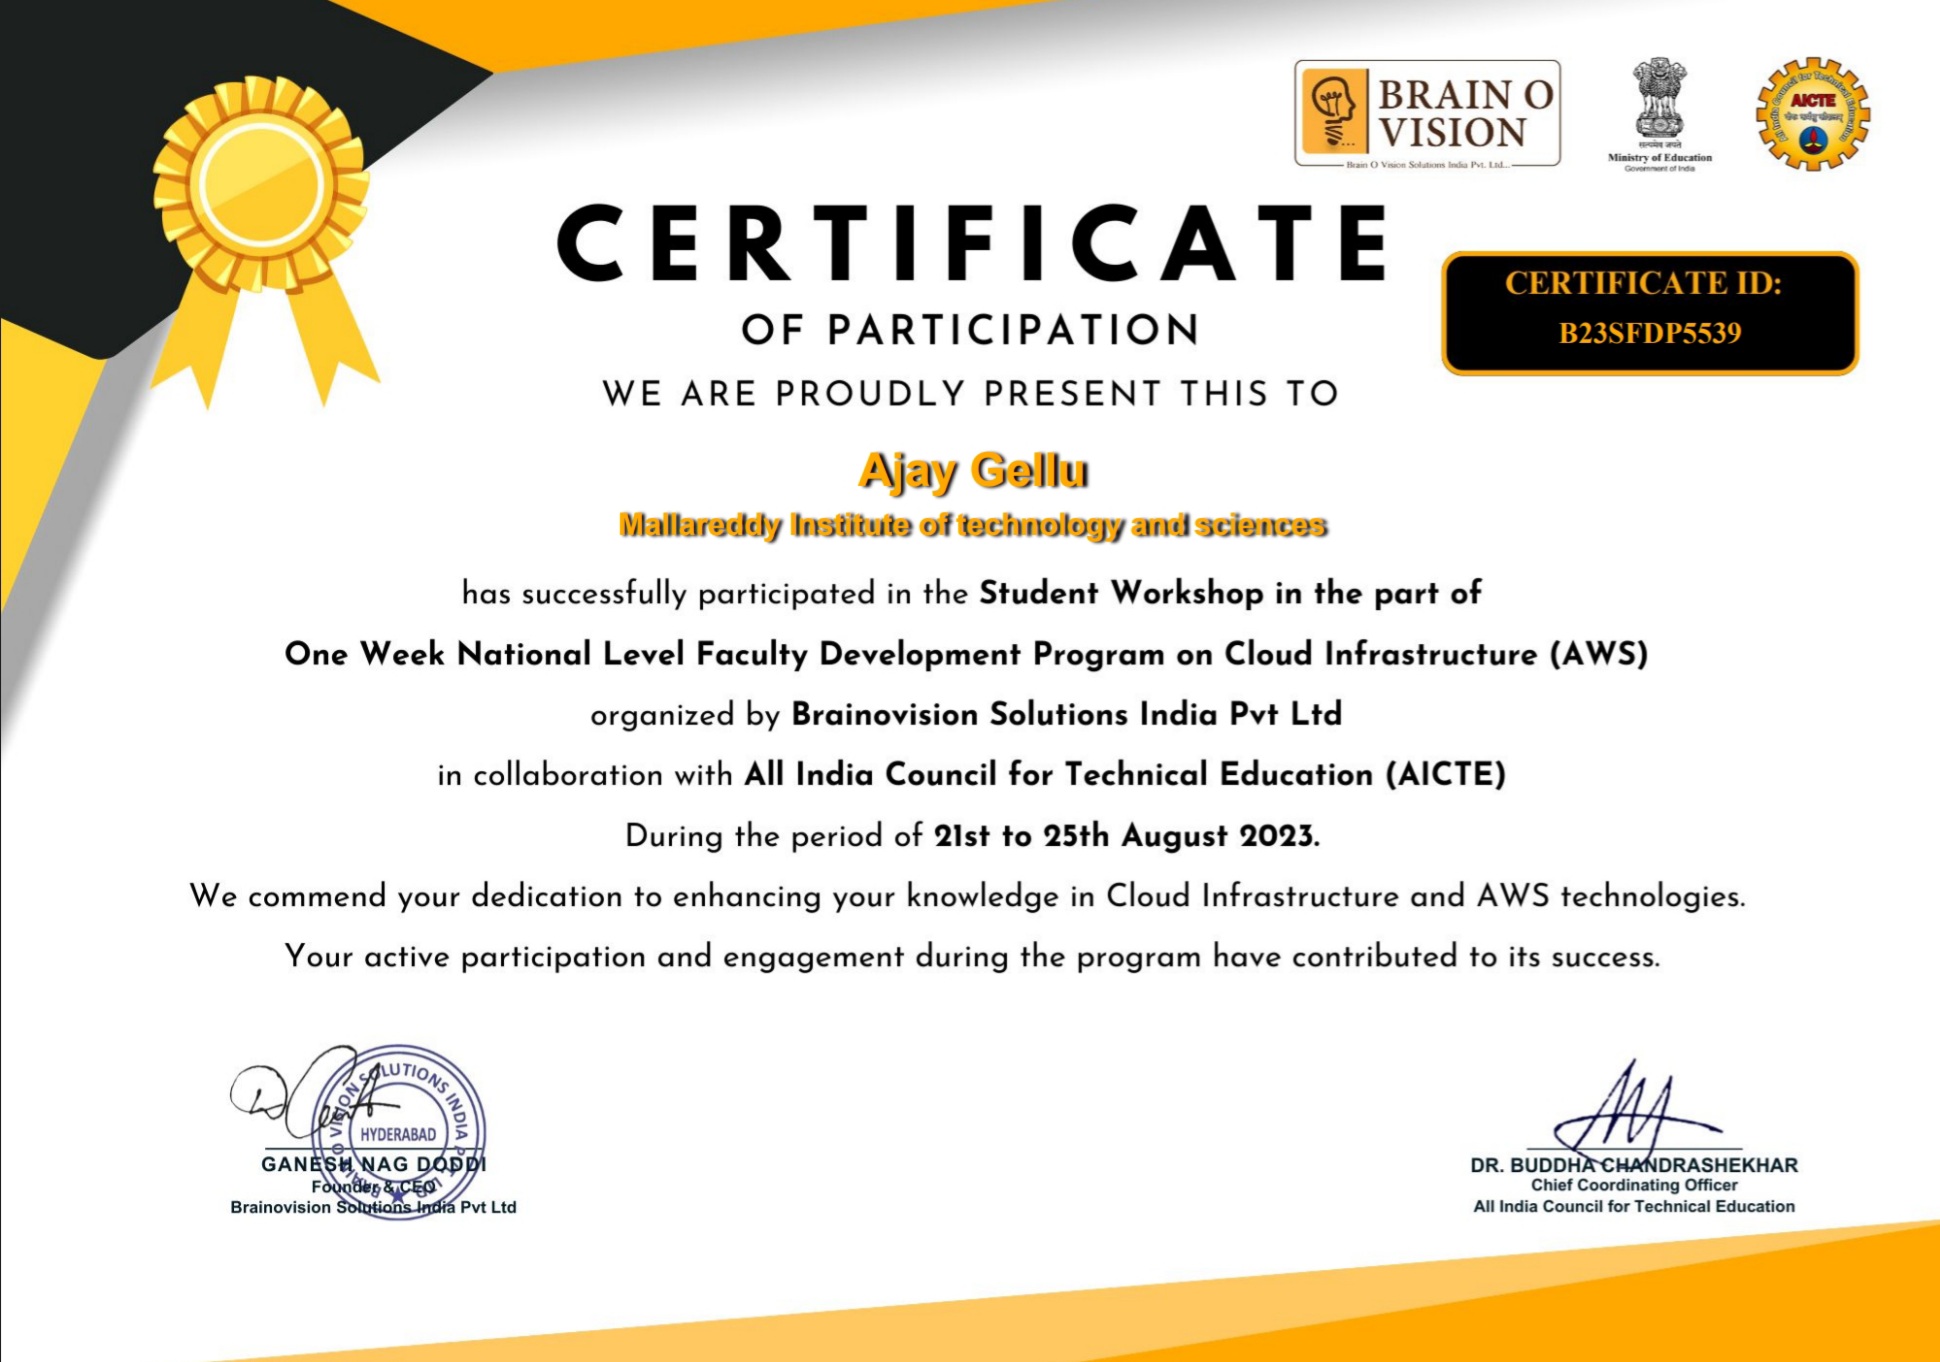 BRAIN O
VISION
Brain O Vision Solutions India Pvt. Ltd...
सत्यमेव जयते
Ministry of Education
Government of India
All India Council for Technical Education
AICTE
CERTIFICATE
OF PARTICIPATION
WE ARE PROUDLY PRESENT THIS TO
CERTIFICATE ID:
B23SFDP5539
Ajay Gellu
Mallareddy Institute of technology and sciences
has successfully participated in the Student Workshop in the part of
One Week National Level Faculty Development Program on Cloud Infrastructure (AWS)
organized by Brainovision Solutions India Pvt Ltd
in collaboration with All India Council for Technical Education (AICTE)
During the period of 21st to 25th August 2023.
We commend your dedication to enhancing your knowledge in Cloud Infrastructure and AWS technologies.
Your active participation and engagement during the program have contributed to its success.
BRAIN O VISION SOLUTIONS INDIA PVT LTD
HYDERABAD
GANESH NAG DODDI
Founder & CEO
Brainovision Solutions India Pvt Ltd
DR. BUDDHA CHANDRASHEKHAR
Chief Coordinating Officer
All India Council for Technical Education